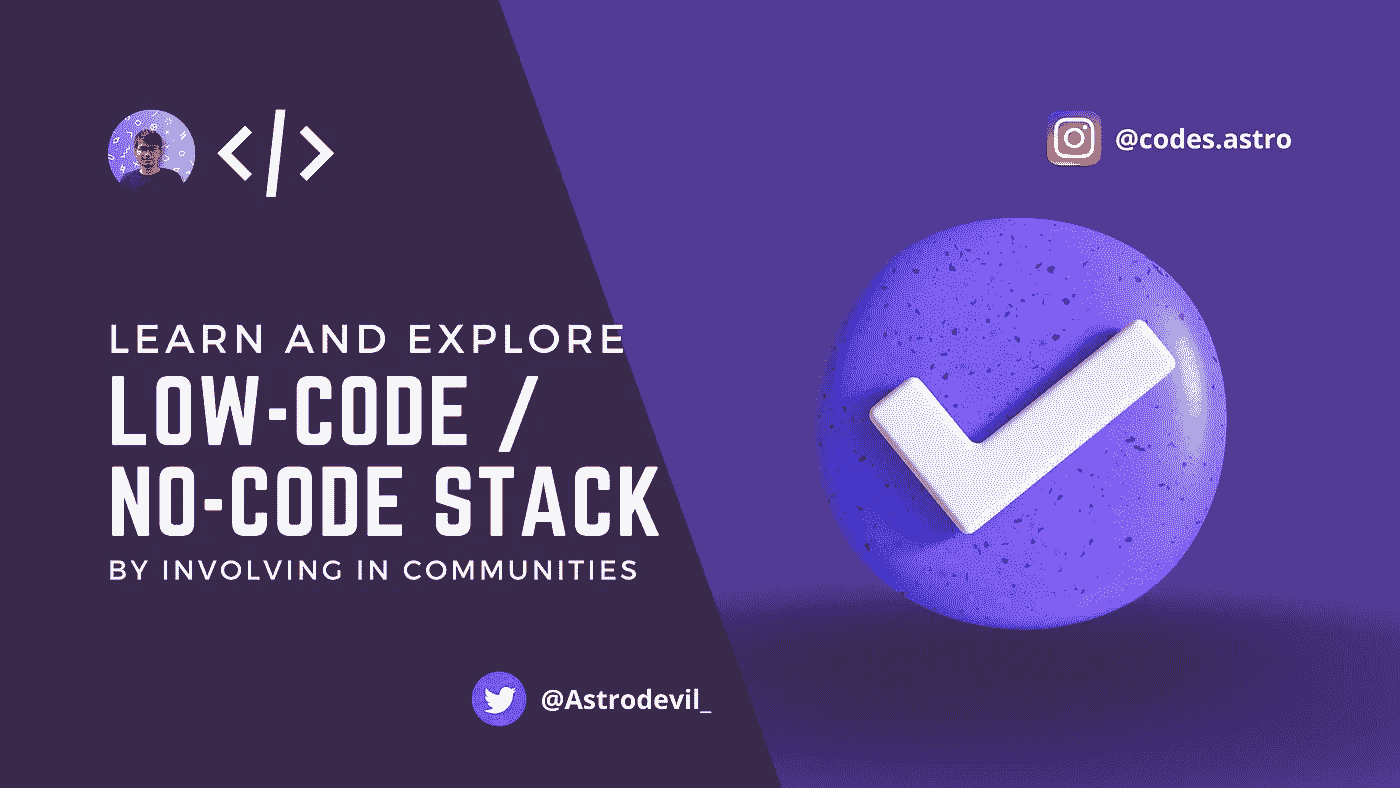 </>
@codes.astro
LEARN AND EXPLORE
LOW-CODE /
NO-CODE STACK
BY INVOLVING IN COMMUNITIES
@Astrodevil_